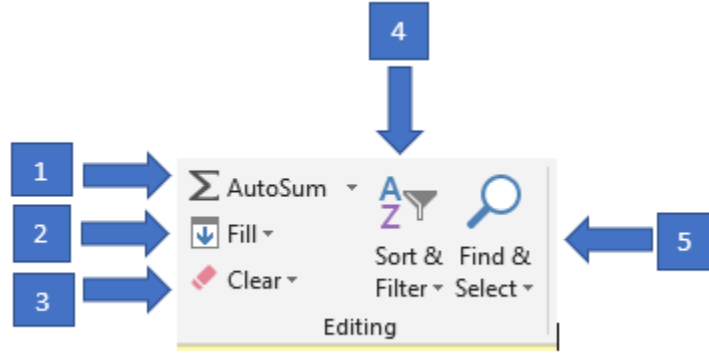 4
1
Σ AutoSum
2
Fill
3
Clear
A
Z
Sort &
Filter
Find &
Select
5
Editing